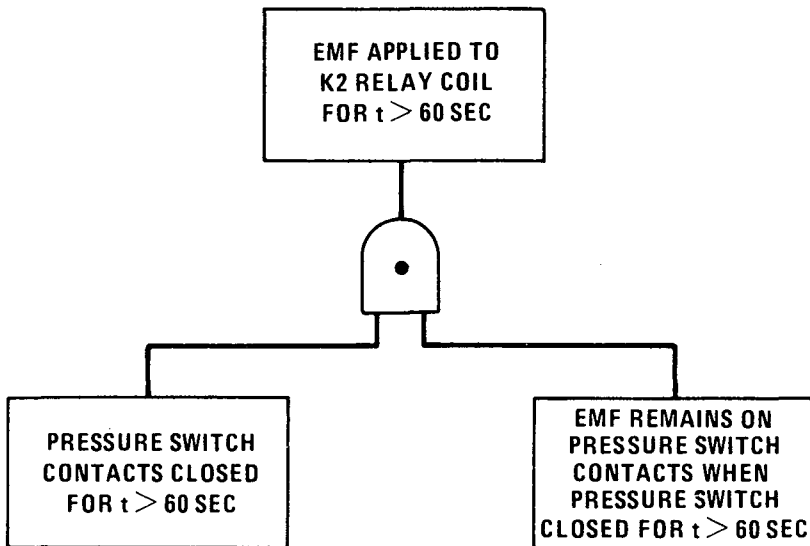 EMF APPLIED TO
K2 RELAY COIL
FOR t > 60 SEC
PRESSURE SWITCH
CONTACTS CLOSED
FOR t > 60 SEC
EMF REMAINS ON
PRESSURE SWITCH
CONTACTS WHEN
PRESSURE SWITCH
CLOSED FOR t > 60 SEC